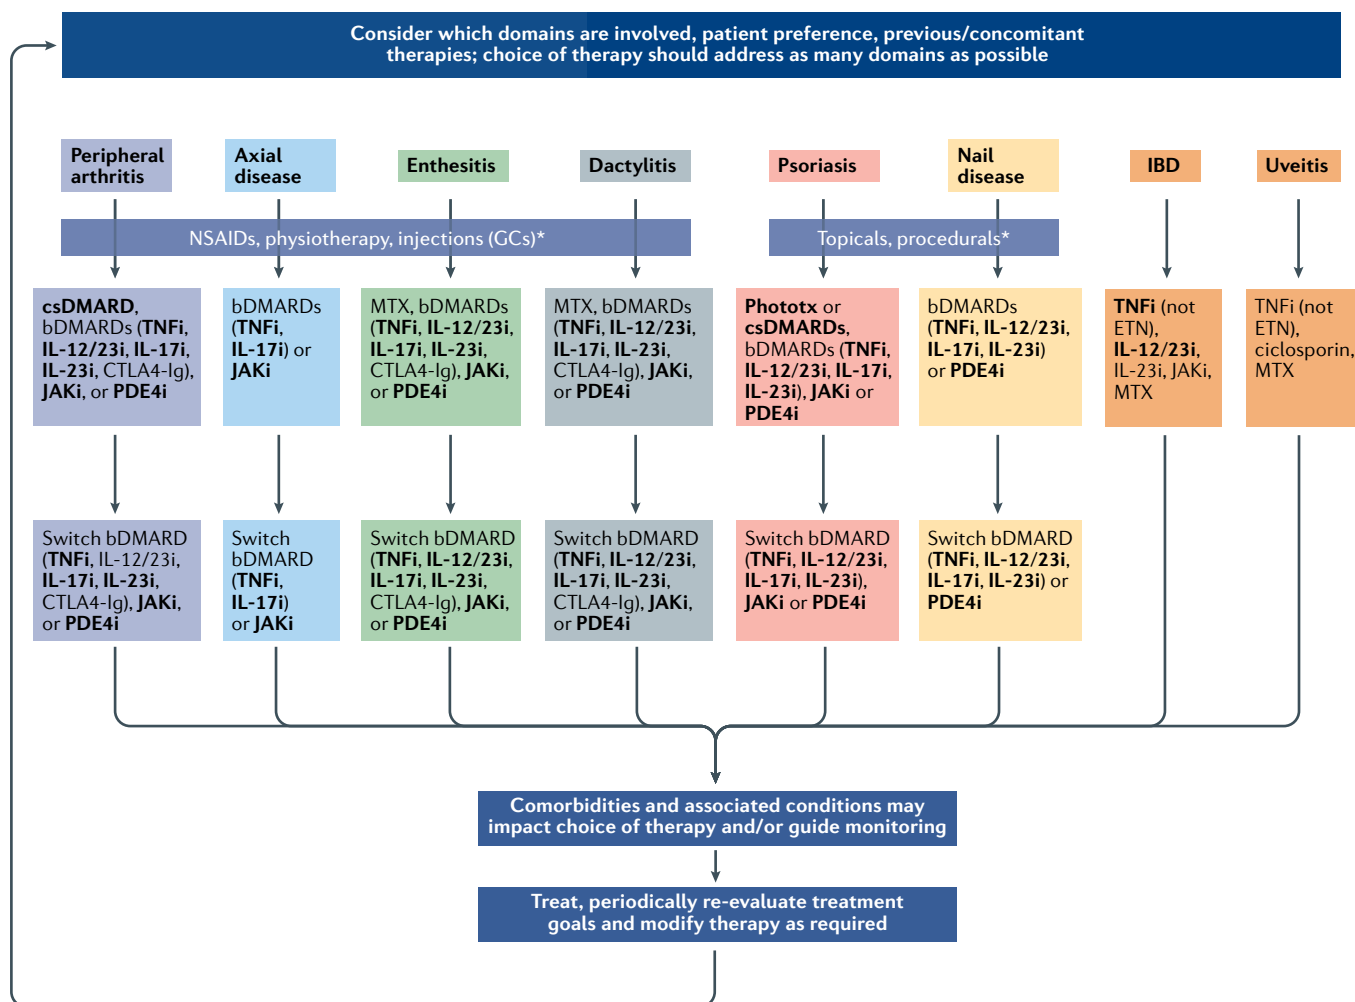 Consider which domains are involved, patient preference, previous/concomitant
therapies; choice of therapy should address as many domains as possible
Peripheral
arthritis
Axial
disease
Enthesitis
Dactylitis
Psoriasis
Nail
disease
IBD
Uveitis
NSAIDs, physiotherapy, injections (GCs)*
Topicals, procedurals*
csDMARD,
bDMARDs (TNFi,
IL-12/23i, IL-17i,
IL-23i, CTLA4-Ig),
JAKi, or PDE4i
bDMARDs
(TNFi,
IL-17i) or
JAKi
MTX, bDMARDs
(TNFi, IL-12/23i,
IL-17i, IL-23i,
CTLA4-Ig), JAKi,
or PDE4i
MTX, bDMARDs
(TNFi, IL-12/23i,
IL-17i, IL-23i,
CTLA4-Ig), JAKi,
or PDE4i
Phototx or
csDMARDs,
bDMARDs (TNFi,
IL-12/23i, IL-17i,
IL-23i), JAKi or
PDE4i
bDMARDs
(TNFi, IL-12/23i,
IL-17i, IL-23i)
or PDE4i
TNFi (not
ETN),
IL-12/23i,
IL-23i, JAKi,
MTX
TNFi (not
ETN),
ciclosporin,
MTX
Switch bDMARD
(TNFi, IL-12/23i,
IL-17i, IL-23i,
CTLA4-Ig), JAKi,
or PDE4i
Switch
bDMARD
(TNFi,
IL-17i)
or JAKi
Switch bDMARD
(TNFi, IL-12/23i,
IL-17i, IL-23i,
CTLA4-Ig), JAKi,
or PDE4i
Switch bDMARD
(TNFi, IL-12/23i,
IL-17i, IL-23i,
CTLA4-Ig), JAKi,
or PDE4i
Switch bDMARD
(TNFi, IL-12/23i,
IL-17i, IL-23i),
JAKi or PDE4i
Switch bDMARD
(TNFi, IL-12/23i,
IL-17i, IL-23i) or
PDE4i
Comorbidities and associated conditions may
impact choice of therapy and/or guide monitoring
Treat, periodically re-evaluate treatment
goals and modify therapy as required